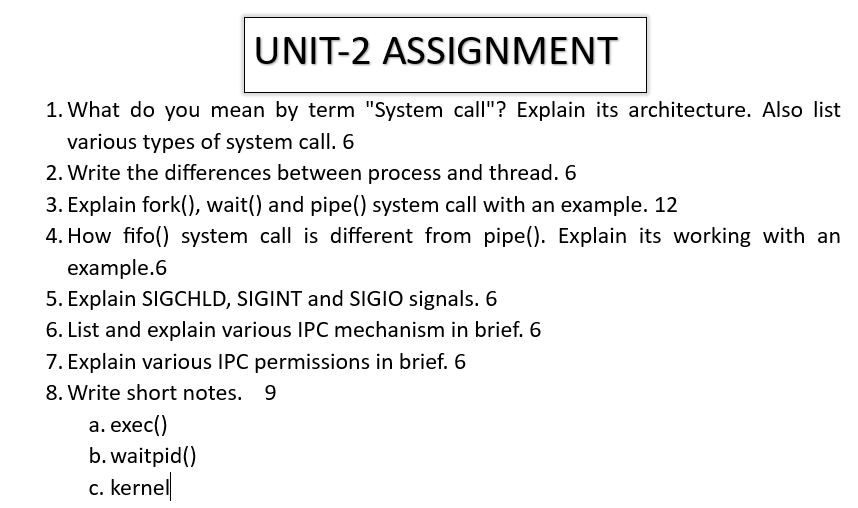 UNIT-2 ASSIGNMENT
1. What do you mean by term "System call"? Explain its architecture. Also list
various types of system call. 6
2. Write the differences between process and thread. 6
3. Explain fork(), wait() and pipe() system call with an example. 12
4. How fifo() system call is different from pipe(). Explain its working with an
example.6
5. Explain SIGCHLD, SIGINT and SIGIO signals. 6
6. List and explain various IPC mechanism in brief. 6
7. Explain various IPC permissions in brief. 6
8. Write short notes. 9
a. exec()
b. waitpid()
c. kernel